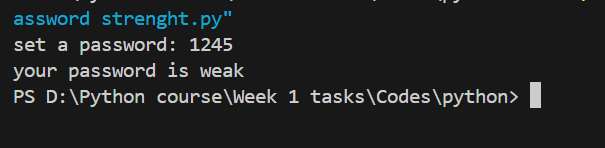 assword strenght.py"
set a password: 1245
your password is weak
PS D:\Python course\Week 1 tasks\Codes\python>